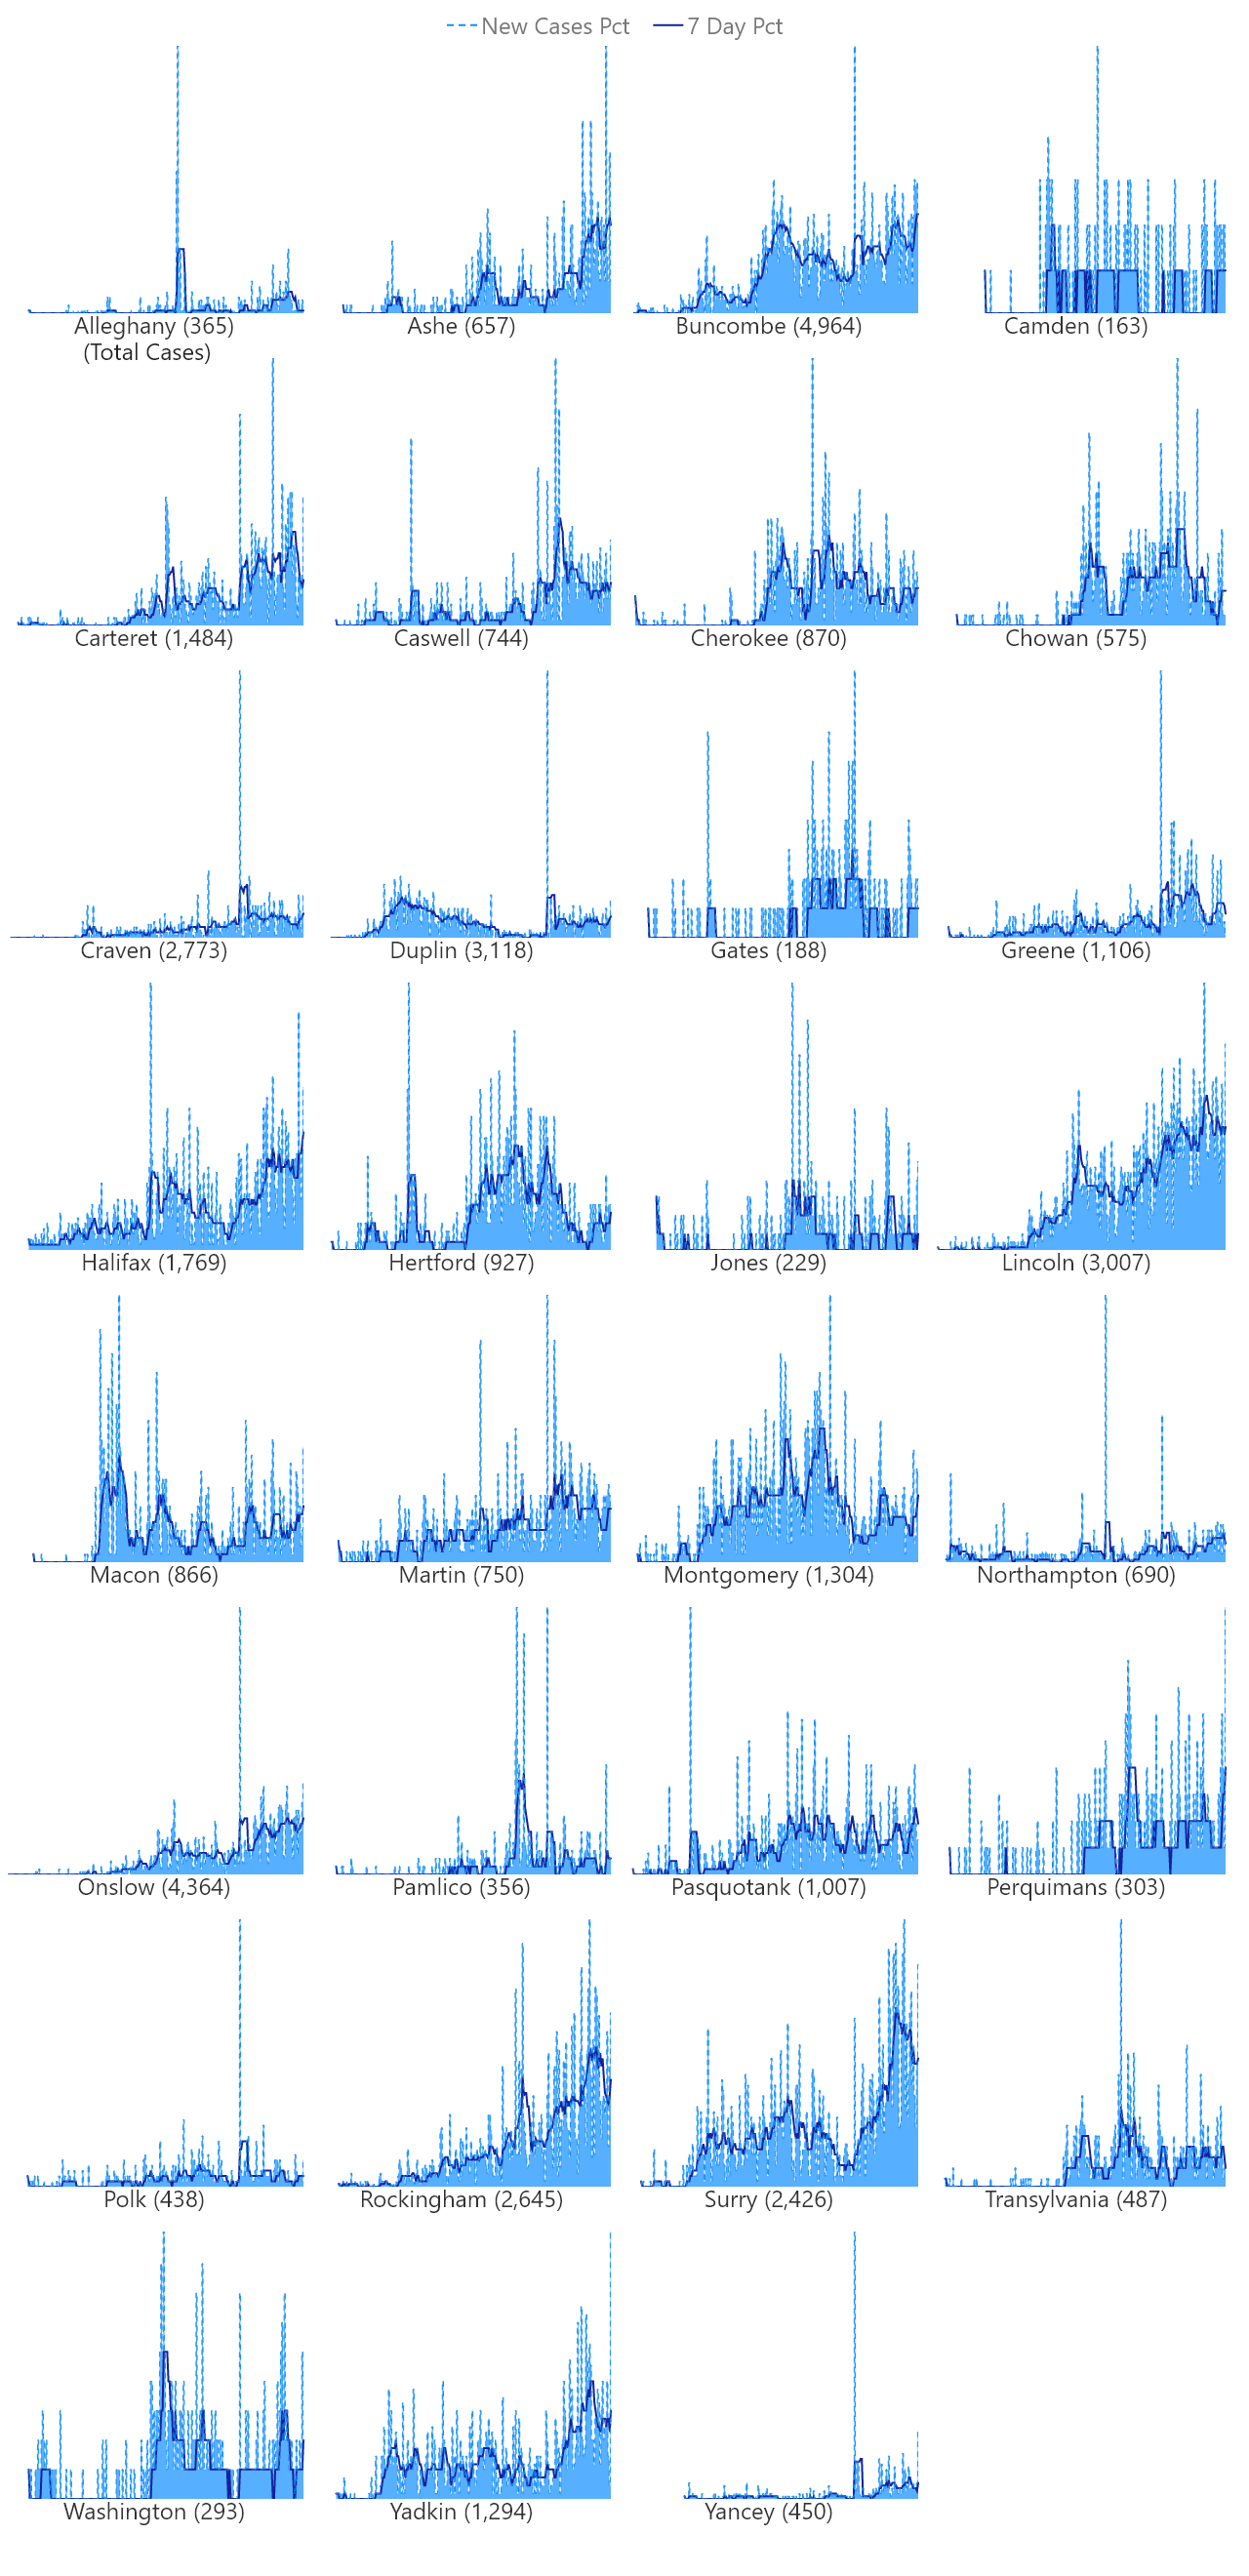 New Cases Pct 7 Day Pct
Alleghany (365) Ashe (657) Buncombe (4,964) Camden (163)
(Total Cases)
Carteret (1,484) Caswell (744) Cherokee (870) Chowan (575)
Craven (2,773) Duplin (3,118) Gates (188) Greene (1,106)
Halifax (1,769) Hertford (927) Jones (229) Lincoln (3,007)
Macon (866) Martin (750) Montgomery (1,304) Northampton (690)
Onslow (4,364) Pamlico (356) Pasquotank (1,007) Perquimans (303)
Polk (438) Rockingham (2,645) Surry (2,426) Transylvania (487)
Washington (293) Yadkin (1,294) Yancey (450)